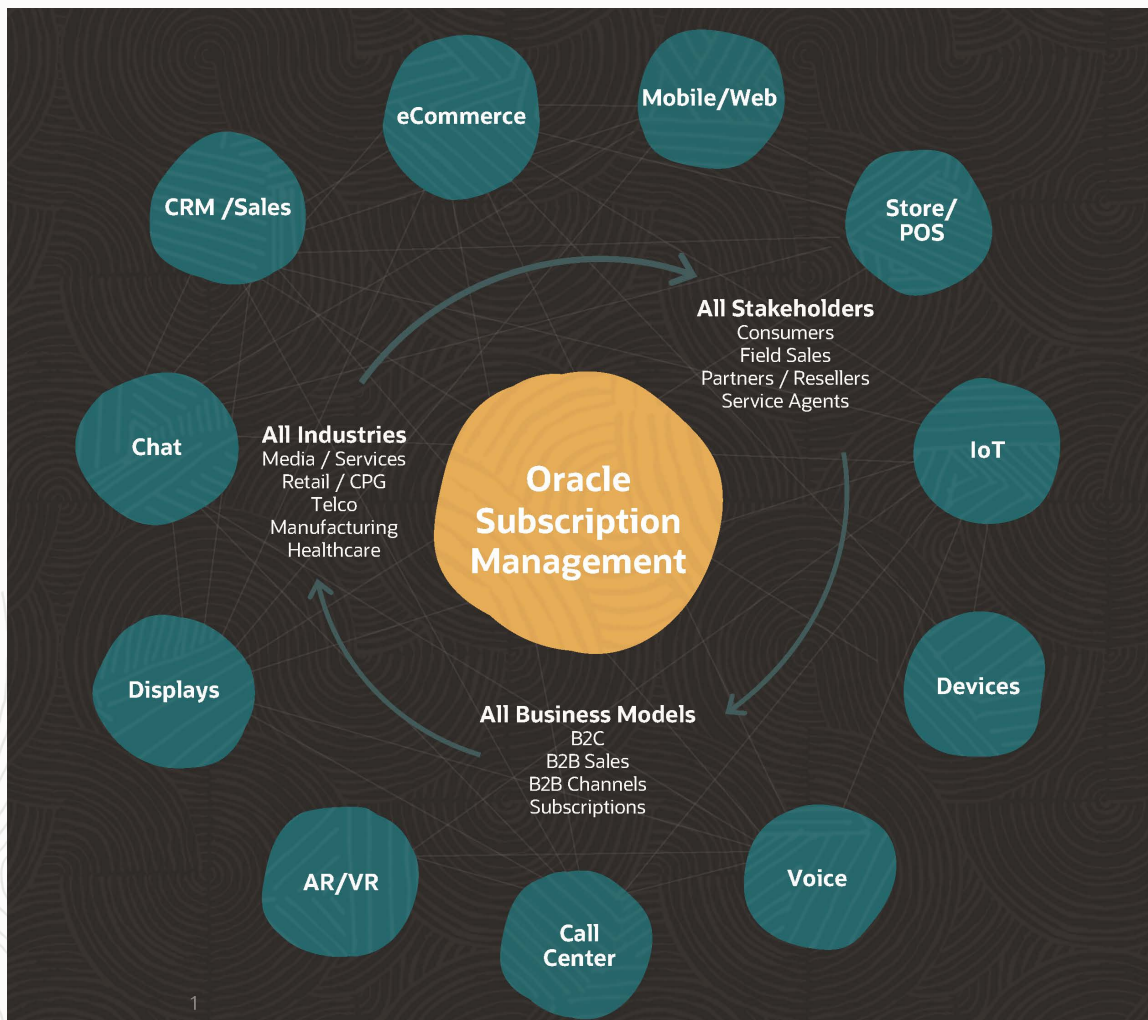 eCommerce
Mobile/Web
CRM /Sales
Store/
POS
All Stakeholders
Consumers
Field Sales
Partners / Resellers
Service Agents
Chat
All Industries
Media / Services
Retail / CPG
Telco
Manufacturing
Healthcare
Oracle
Subscription
Management
IoT
Displays
Devices
All Business Models
B2C
B2B Sales
B2B Channels
Subscriptions
AR/VR
Call
Center
Voice
1